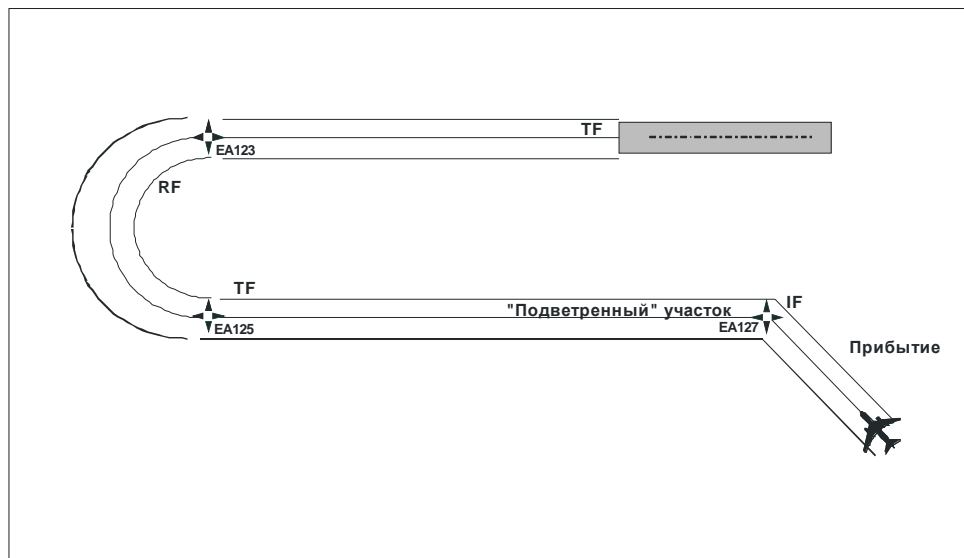 TF
EA123
RF
TF
"Подветренный" участок
IF
EA125
EA127
Прибытие